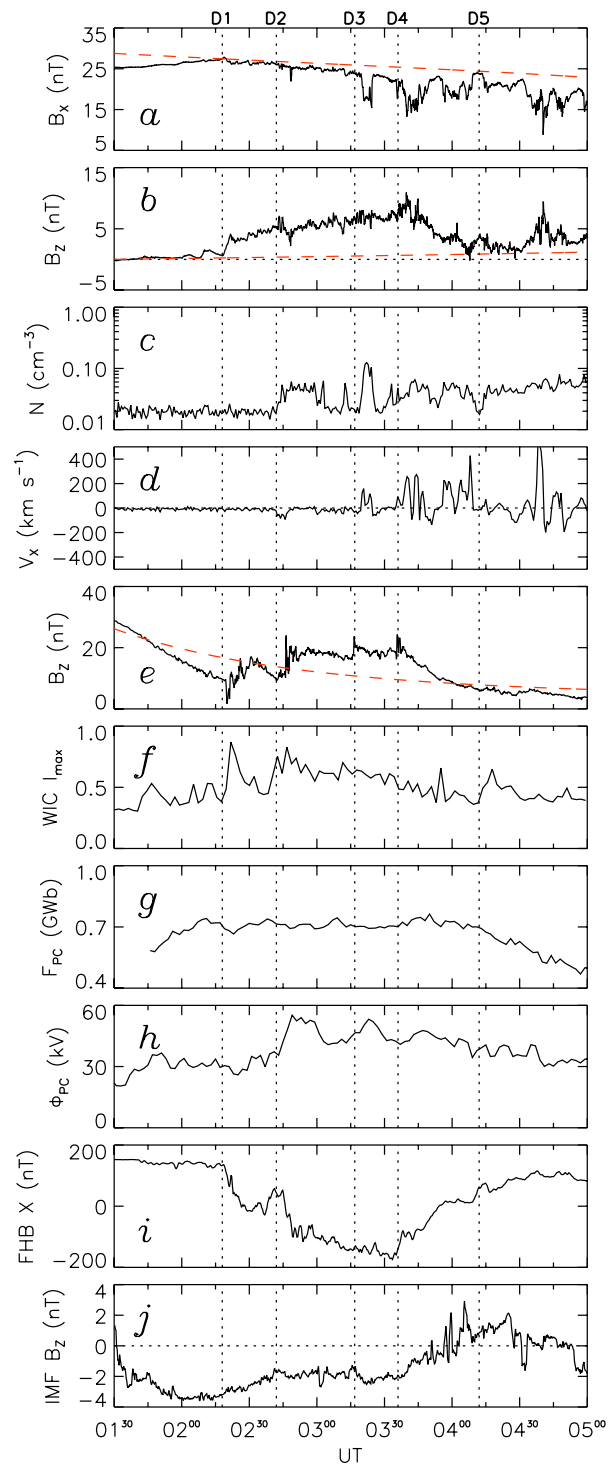 D1 D2 D3 D4 D5
35
25
15
5
Bx (nT)
a
15
5
-5
Bz (nT)
b
1.00
0.10
0.01
N (cm⁻³)
c
400
200
0
-200
-400
Vx (km s⁻¹)
d
40
20
0
Bz (nT)
e
1.0
0.5
0.0
WIC Imax
f
1.0
0.7
0.4
FPC (GWb)
g
60
30
0
ΦPC (kV)
h
200
0
-200
FHB X (nT)
i
4
2
0
-2
-4
IMF Bz (nT)
j
01³⁰ 02⁰⁰ 02³⁰ 03⁰⁰ 03³⁰ 04⁰⁰ 04³⁰ 05⁰⁰
UT